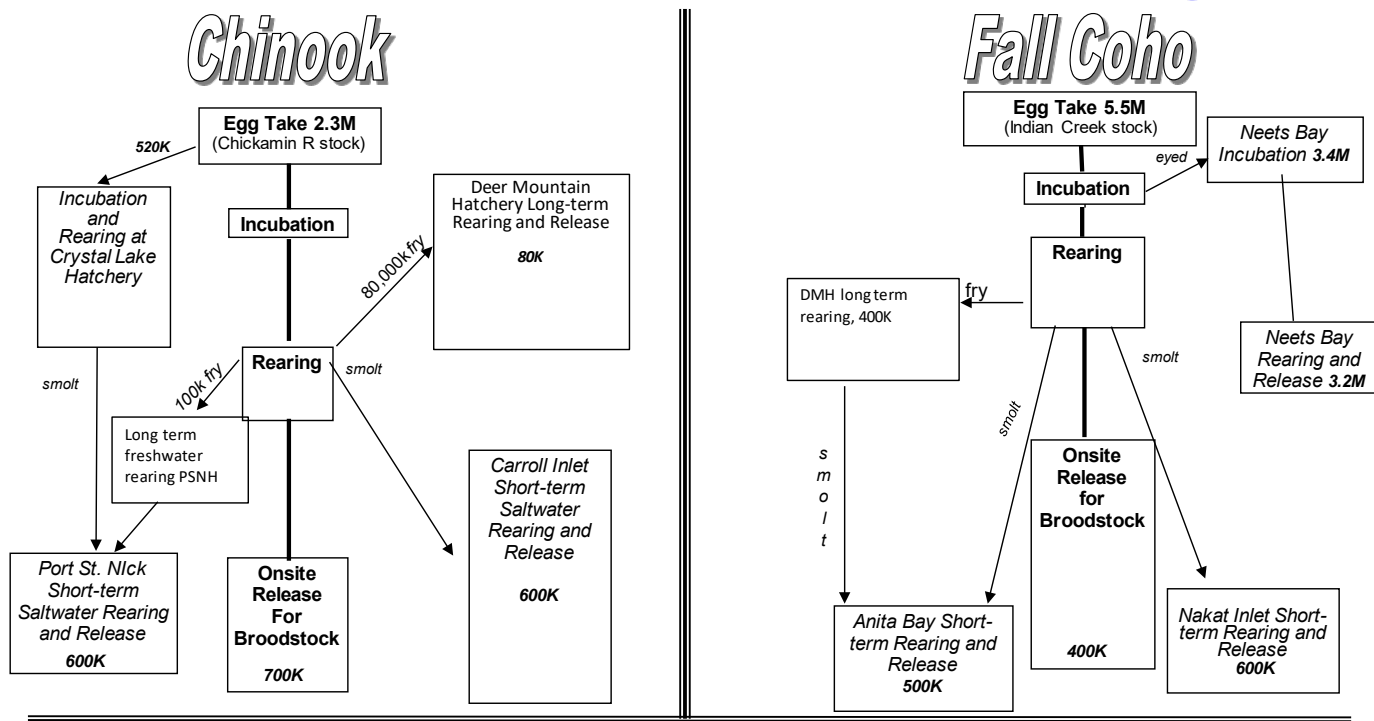 Chinook
Egg Take 2.3M
(Chickamin R stock)
520K
Incubation
and
Rearing at
Crystal Lake
Hatchery
Incubation
Deer Mountain
Hatchery Long-term
Rearing and Release
80K
80,000k fry
Rearing
smolt
smolt
100k fry
Long term
freshwater
rearing PSNH
Carroll Inlet
Short-term
Saltwater
Rearing and
Release
600K
Port St. NIck
Short-term
Saltwater Rearing
and Release
600K
Onsite
Release
For
Broodstock
700K
Fall Coho
Egg Take 5.5M
(Indian Creek stock)
eyed
Neets Bay
Incubation 3.4M
Incubation
Rearing
fry
DMH long term
rearing, 400K
smolt
smolt
Neets Bay
Rearing and
Release 3.2M
s
m
o
l
t
Onsite
Release
for
Broodstock
400K
Anita Bay Short-
term Rearing and
Release
500K
Nakat Inlet Short-
term Rearing and
Release
600K